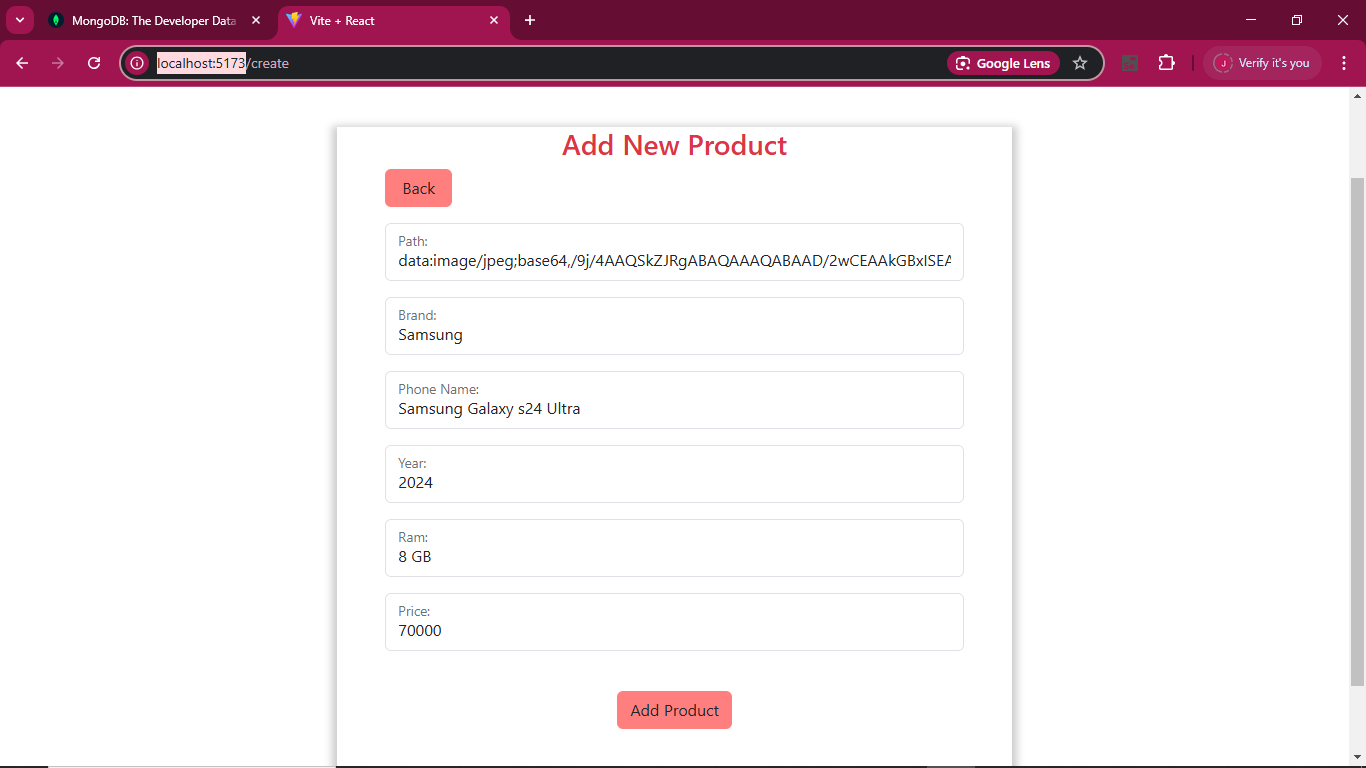 MongoDB: The Developer Data
Vite + React
localhost:5173/create
Google Lens
J
Verify it's you
Add New Product
Back
Path:
data:image/jpeg;base64,/9j/4AAQSkZJRgABAQAAAQABAAD/2wCEAAkGBxISEA
Brand:
Samsung
Phone Name:
Samsung Galaxy s24 Ultra
Year:
2024
Ram:
8 GB
Price:
70000
Add Product